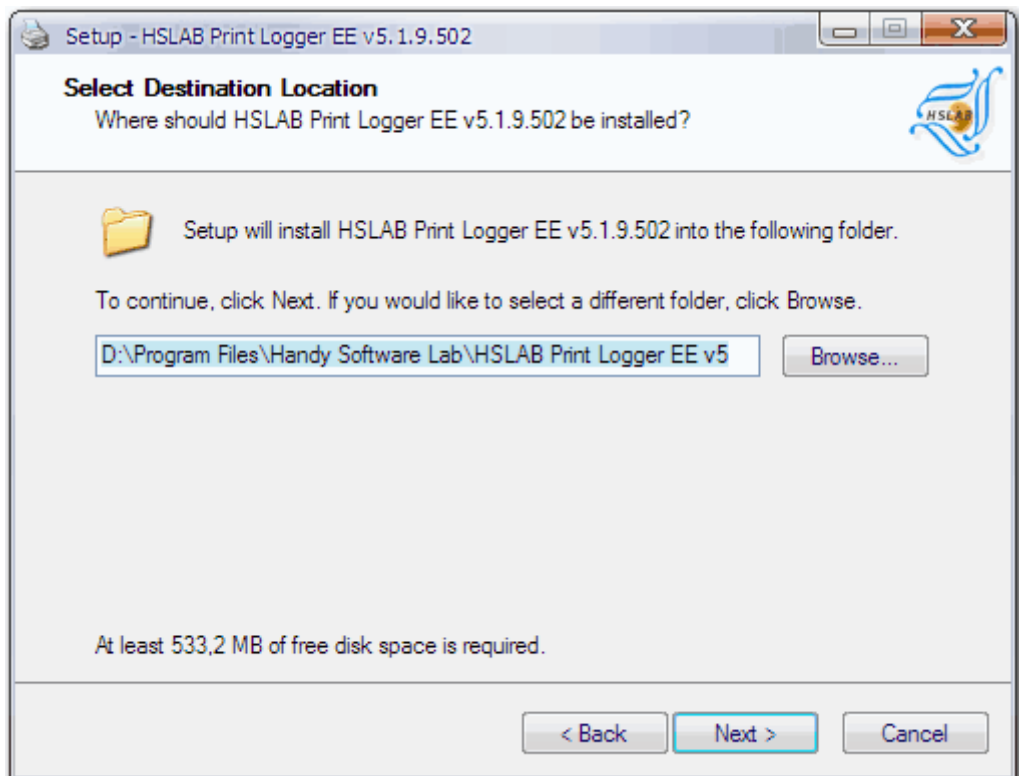 Setup - HSLAB Print Logger EE v5.1.9.502
Select Destination Location
Where should HSLAB Print Logger EE v5.1.9.502 be installed?
HSLAB
Setup will install HSLAB Print Logger EE v5.1.9.502 into the following folder.
To continue, click Next. If you would like to select a different folder, click Browse.
D:\Program Files\Handy Software Lab\HSLAB Print Logger EE v5
Browse...
At least 533,2 MB of free disk space is required.
< Back
Next >
Cancel